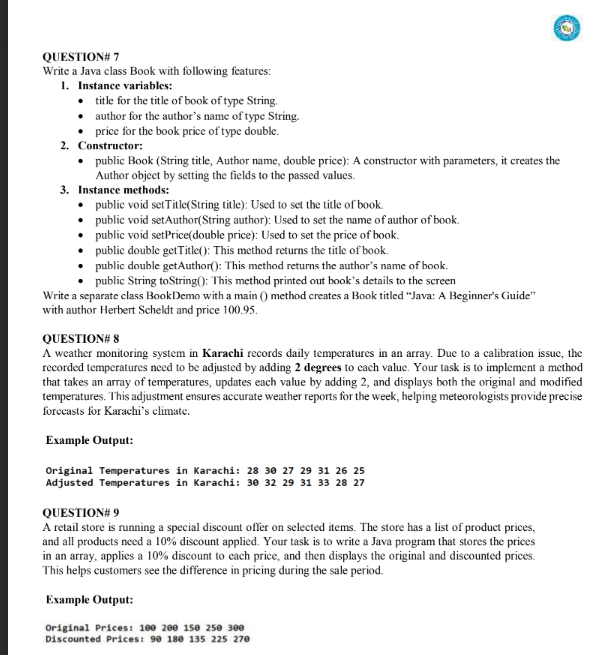 QUESTION# 7
Write a Java class Book with following features:
1. Instance variables:
• title for the title of book of type String.
• author for the author's name of type String.
• price for the book price of type double.
2. Constructor:
• public Book (String title, Author name, double price): A constructor with parameters, it creates the
Author object by setting the fields to the passed values.
3. Instance methods:
• public void setTitle(String title): Used to set the title of book.
• public void setAuthor(String author): Used to set the name of author of book.
• public void setPrice(double price): Used to set the price of book.
• public double getTitle(): This method returns the title of book.
• public double getAuthor(): This method returns the author's name of book.
• public String toString(): This method printed out book's details to the screen
Write a separate class BookDemo with a main () method creates a Book titled “Java: A Beginner's Guide”
with author Herbert Scheldt and price 100.95.
QUESTION# 8
A weather monitoring system in Karachi records daily temperatures in an array. Due to a calibration issue, the
recorded temperatures need to be adjusted by adding 2 degrees to each value. Your task is to implement a method
that takes an array of temperatures, updates each value by adding 2, and displays both the original and modified
temperatures. This adjustment ensures accurate weather reports for the week, helping meteorologists provide precise
forecasts for Karachi's climate.
Example Output:
Original Temperatures in Karachi: 28 30 27 29 31 26 25
Adjusted Temperatures in Karachi: 30 32 29 31 33 28 27
QUESTION# 9
A retail store is running a special discount offer on selected items. The store has a list of product prices,
and all products need a 10% discount applied. Your task is to write a Java program that stores the prices
in an array, applies a 10% discount to each price, and then displays the original and discounted prices.
This helps customers see the difference in pricing during the sale period.
Example Output:
Original Prices: 100 200 150 250 300
Discounted Prices: 90 180 135 225 270